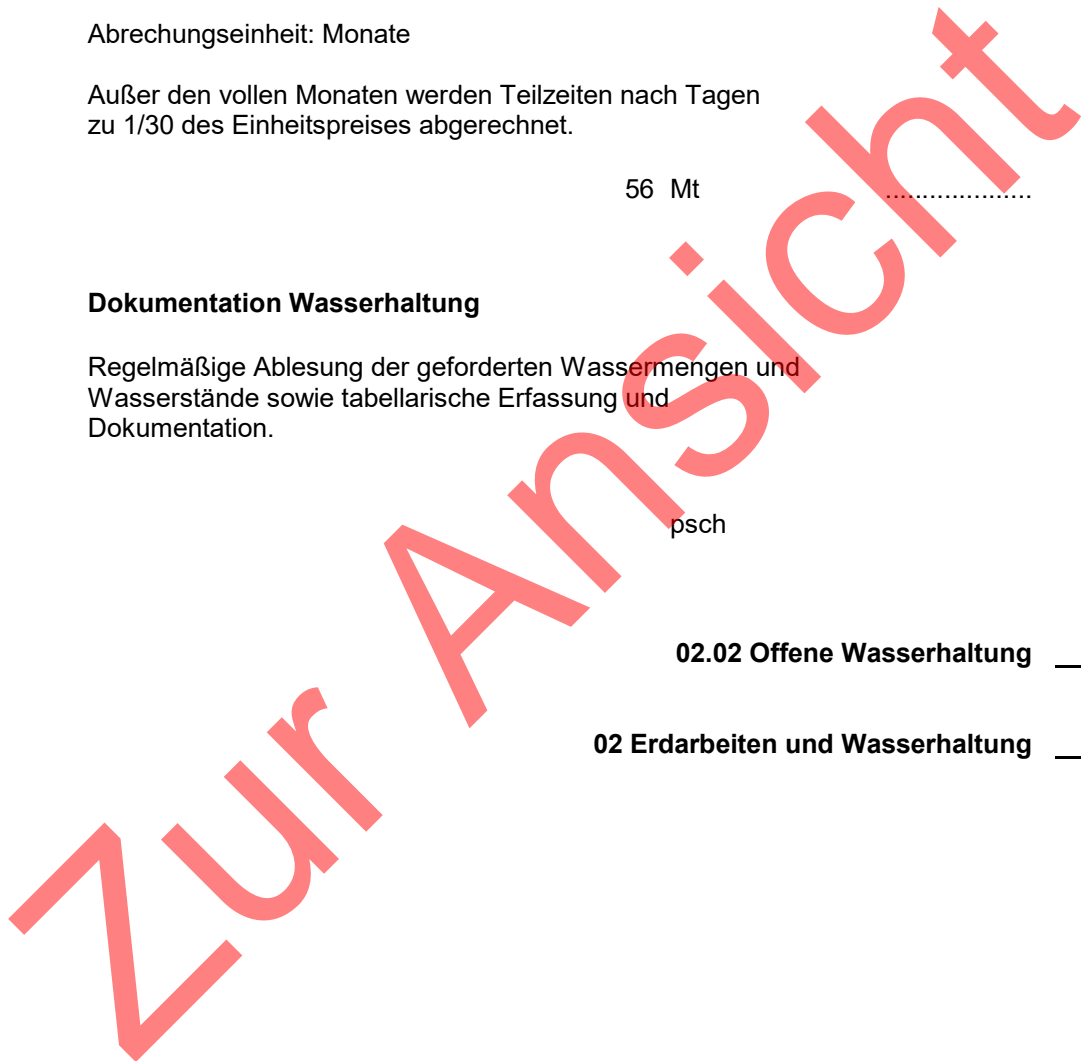 Abrechungseinheit: Monate
Außer den vollen Monaten werden Teilzeiten nach Tagen
zu 1/30 des Einheitspreises abgerechnet.
56 Mt ....................
Dokumentation Wasserhaltung
Regelmäßige Ablesung der geforderten Wassermengen und
Wasserstände sowie tabellarische Erfassung und
Dokumentation.
psch
02.02 Offene Wasserhaltung
02 Erdarbeiten und Wasserhaltung
Zur Ansicht